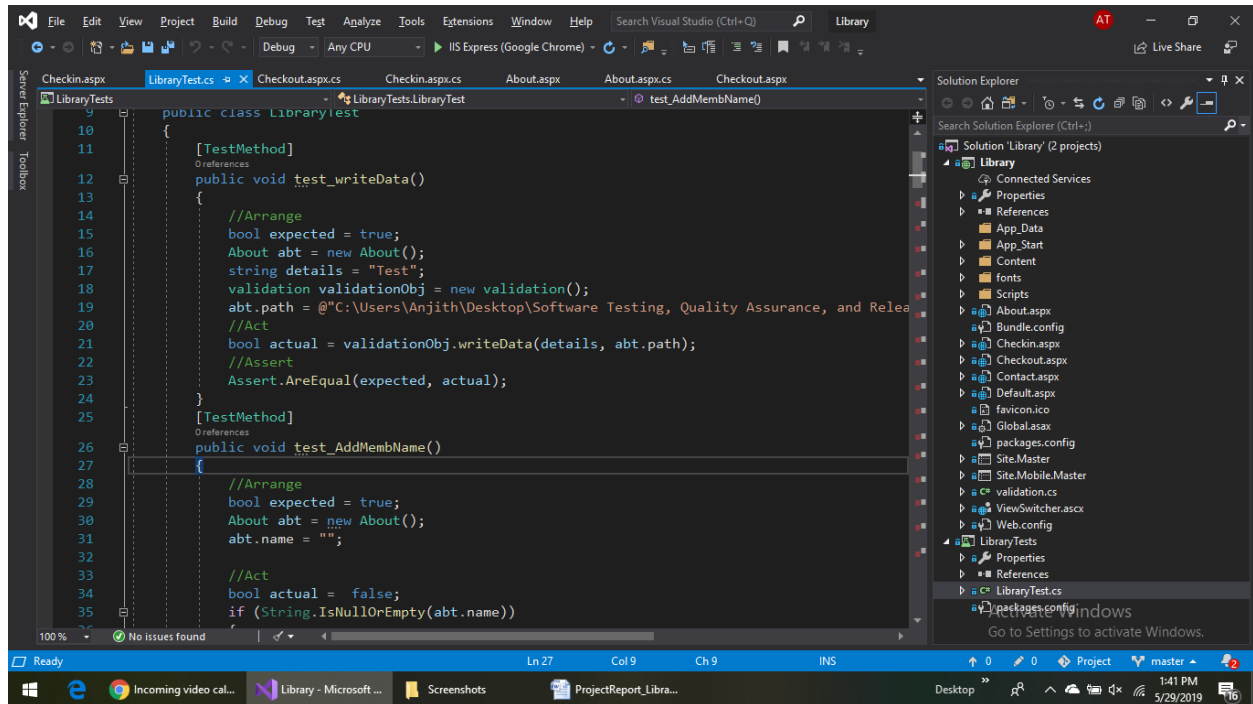 File Edit View Project Build Debug Test Analyze Tools Extensions Window Help Search Visual Studio (Ctrl+Q) Library AT
Debug Any CPU IIS Express (Google Chrome) Live Share
Server Explorer
Toolbox
Checkin.aspx LibraryTest.cs Checkout.aspx.cs Checkin.aspx.cs About.aspx About.aspx.cs Checkout.aspx
LibraryTests LibraryTests.LibraryTest test_AddMembName()
9 public class LibraryTest
10 {
11 [TestMethod]
0 references
12 public void test_writeData()
13 {
14 //Arrange
15 bool expected = true;
16 About abt = new About();
17 string details = "Test";
18 validation validationObj = new validation();
19 abt.path = @"C:\Users\Anjith\Desktop\Software Testing, Quality Assurance, and Relea
20 //Act
21 bool actual = validationObj.writeData(details, abt.path);
22 //Assert
23 Assert.AreEqual(expected, actual);
24 }
25 [TestMethod]
0 references
26 public void test_AddMembName()
27 {
28 //Arrange
29 bool expected = true;
30 About abt = new About();
31 abt.name = "";
32
33 //Act
34 bool actual = false;
35 if (String.IsNullOrEmpty(abt.name))
100 % No issues found
Solution Explorer
Search Solution Explorer (Ctrl+;)
Solution 'Library' (2 projects)
Library
Connected Services
Properties
References
App_Data
App_Start
Content
fonts
Scripts
About.aspx
Bundle.config
Checkin.aspx
Checkout.aspx
Contact.aspx
Default.aspx
favicon.ico
Global.asax
packages.config
Site.Master
Site.Mobile.Master
C# validation.cs
ViewSwitcher.ascx
Web.config
LibraryTests
Properties
References
C# LibraryTest.cs
packages.config
Activate Windows
Go to Settings to activate Windows.
Ready Ln 27 Col 9 Ch 9 INS 0 0 Project master 2
Incoming video cal... Library - Microsoft ... Screenshots ProjectReport_Libra... Desktop 1:41 PM
5/29/2019 16